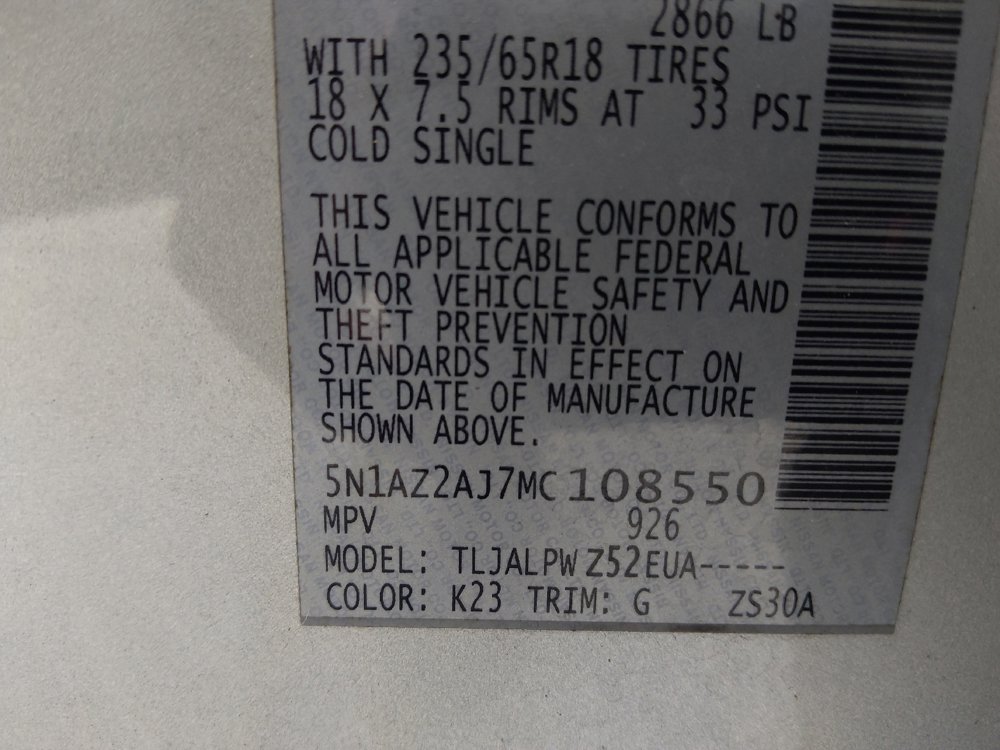 2866 LB
WITH 235/65R18 TIRES
18 X 7.5 RIMS AT 33 PSI
COLD SINGLE
THIS VEHICLE CONFORMS TO
ALL APPLICABLE FEDERAL
MOTOR VEHICLE SAFETY AND
THEFT PREVENTION
STANDARDS IN EFFECT ON
THE DATE OF MANUFACTURE
SHOWN ABOVE.
5N1AZ2AJ7MC108550
MPV 926
MODEL: TLJALPW Z52EUA-----
COLOR: K23 TRIM: G ZS30A